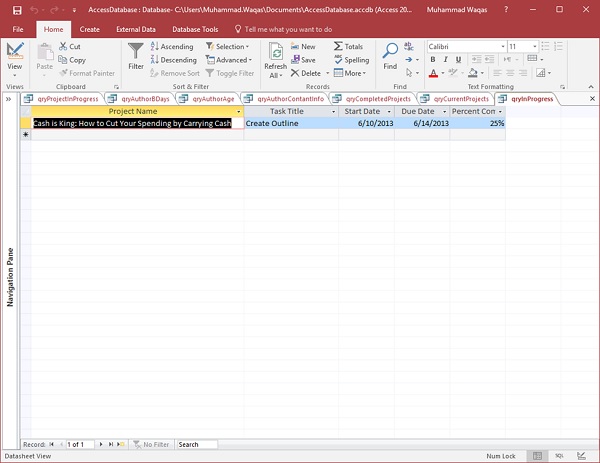 AccessDatabase : Database- C:\Users\Muhammad.Waqas\Documents\AccessDatabase.accdb (Access 20... Muhammad Waqas ?
File Home Create External Data Database Tools Tell me what you want to do
View
Views
Paste
Cut
Copy
Format Painter
Clipboard
Filter
Ascending
Descending
Remove Sort
Selection
Advanced
Toggle Filter
Sort & Filter
Refresh All
New
Save
Delete
Totals
Spelling
More
Records
Find
Find
Calibri 11
B I U
A
Text Formatting
qryProjectInProgress qryAuthorBDays qryAuthorAge qryAuthorContantInfo qryCompletedProjects qryCurrentProjects qryInProgress
Project Name Task Title Start Date Due Date Percent Com
Cash is King: How to Cut Your Spending by Carrying Cash Create Outline 6/10/2013 6/14/2013 25%
Navigation Pane
Record: 1 of 1 No Filter Search
Datasheet View Num Lock SQL